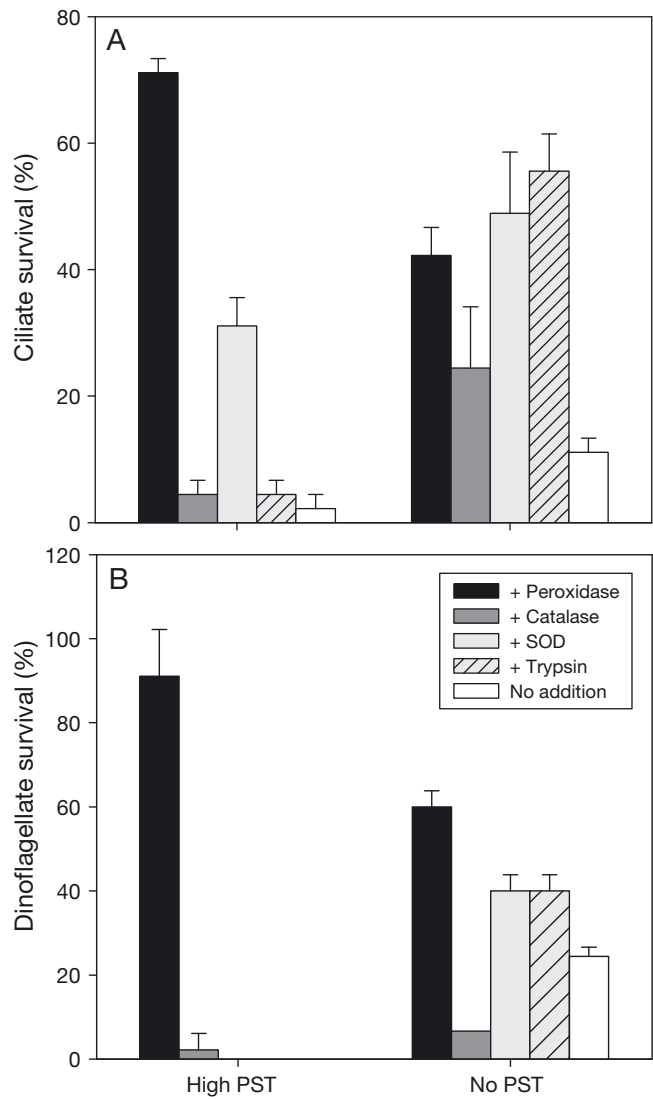 80
A
60
40
20
0
Ciliate survival (%)
120
B
100
80
60
40
20
0
Dinoflagellate survival (%)
+ Peroxidase
+ Catalase
+ SOD
+ Trypsin
No addition
High PST No PST